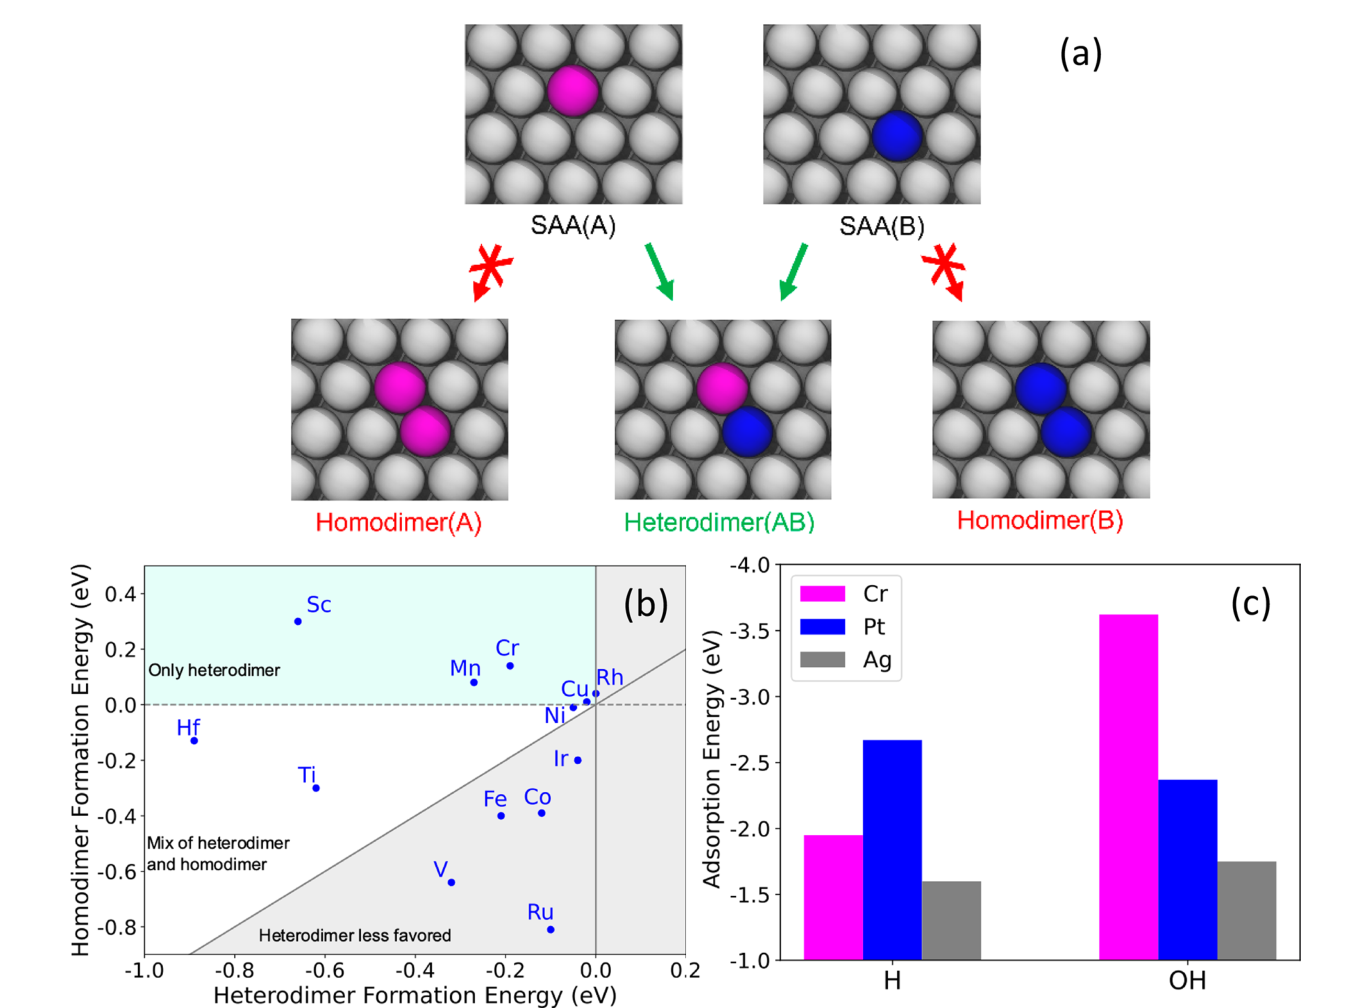 (a)
SAA(A)
SAA(B)
Homodimer(A)
Heterodimer(AB)
Homodimer(B)
Homodimer Formation Energy (eV)
0.4
0.2
0.0
-0.2
-0.4
-0.6
-0.8
(b)
Sc
Cr
Mn
Only heterodimer
Rh
Cu
Ni
Hf
Ir
Ti
Fe
Co
Mix of heterodimer
and homodimer
V
Ru
Heterodimer less favored
-1.0
-0.8
-0.6
-0.4
-0.2
0.0
0.2
Heterodimer Formation Energy (eV)
Adsorption Energy (eV)
-4.0
-3.5
-3.0
-2.5
-2.0
-1.5
-1.0
Cr
Pt
Ag
(c)
H
OH